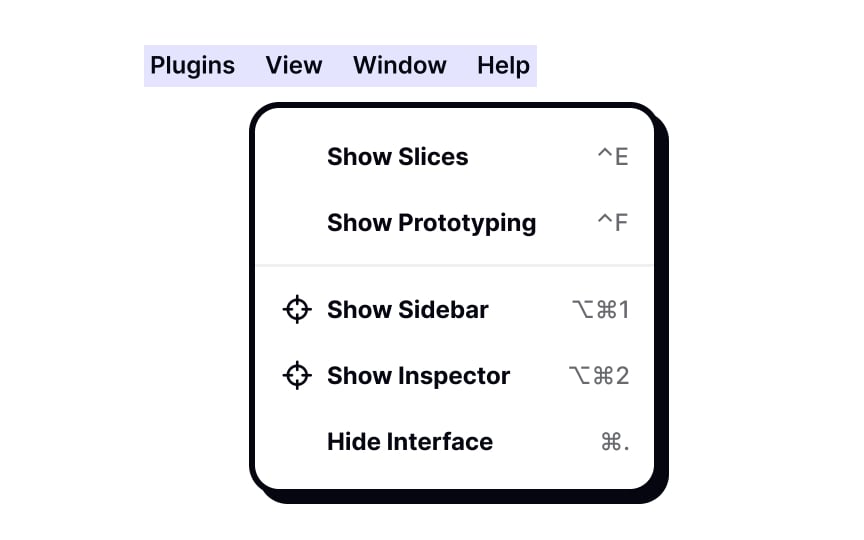 Plugins View Window Help
Show Slices ^E
Show Prototyping ^F
Show Sidebar ⌥⌘1
Show Inspector ⌥⌘2
Hide Interface ⌘.